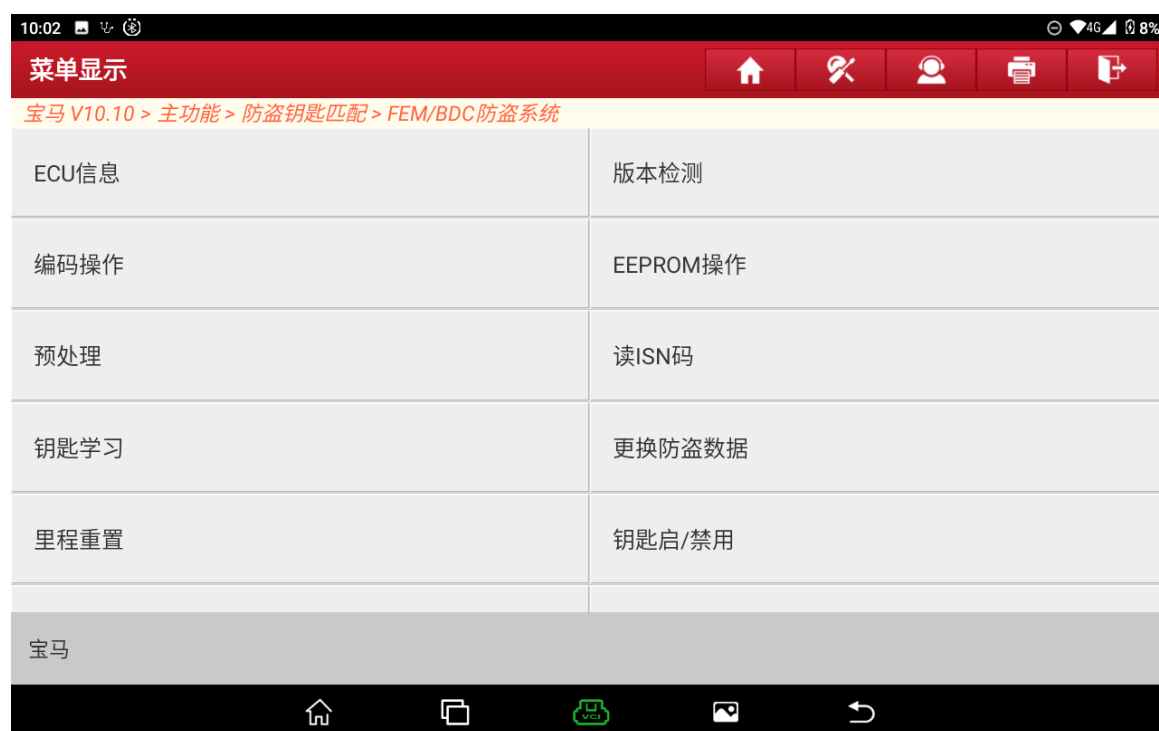 10:02
4G 8%
菜单显示
宝马 V10.10 > 主功能 > 防盗钥匙匹配 > FEM/BDC防盗系统
ECU信息
版本检测
编码操作
EEPROM操作
预处理
读ISN码
钥匙学习
更换防盗数据
里程重置
钥匙启/禁用
宝马
VCI